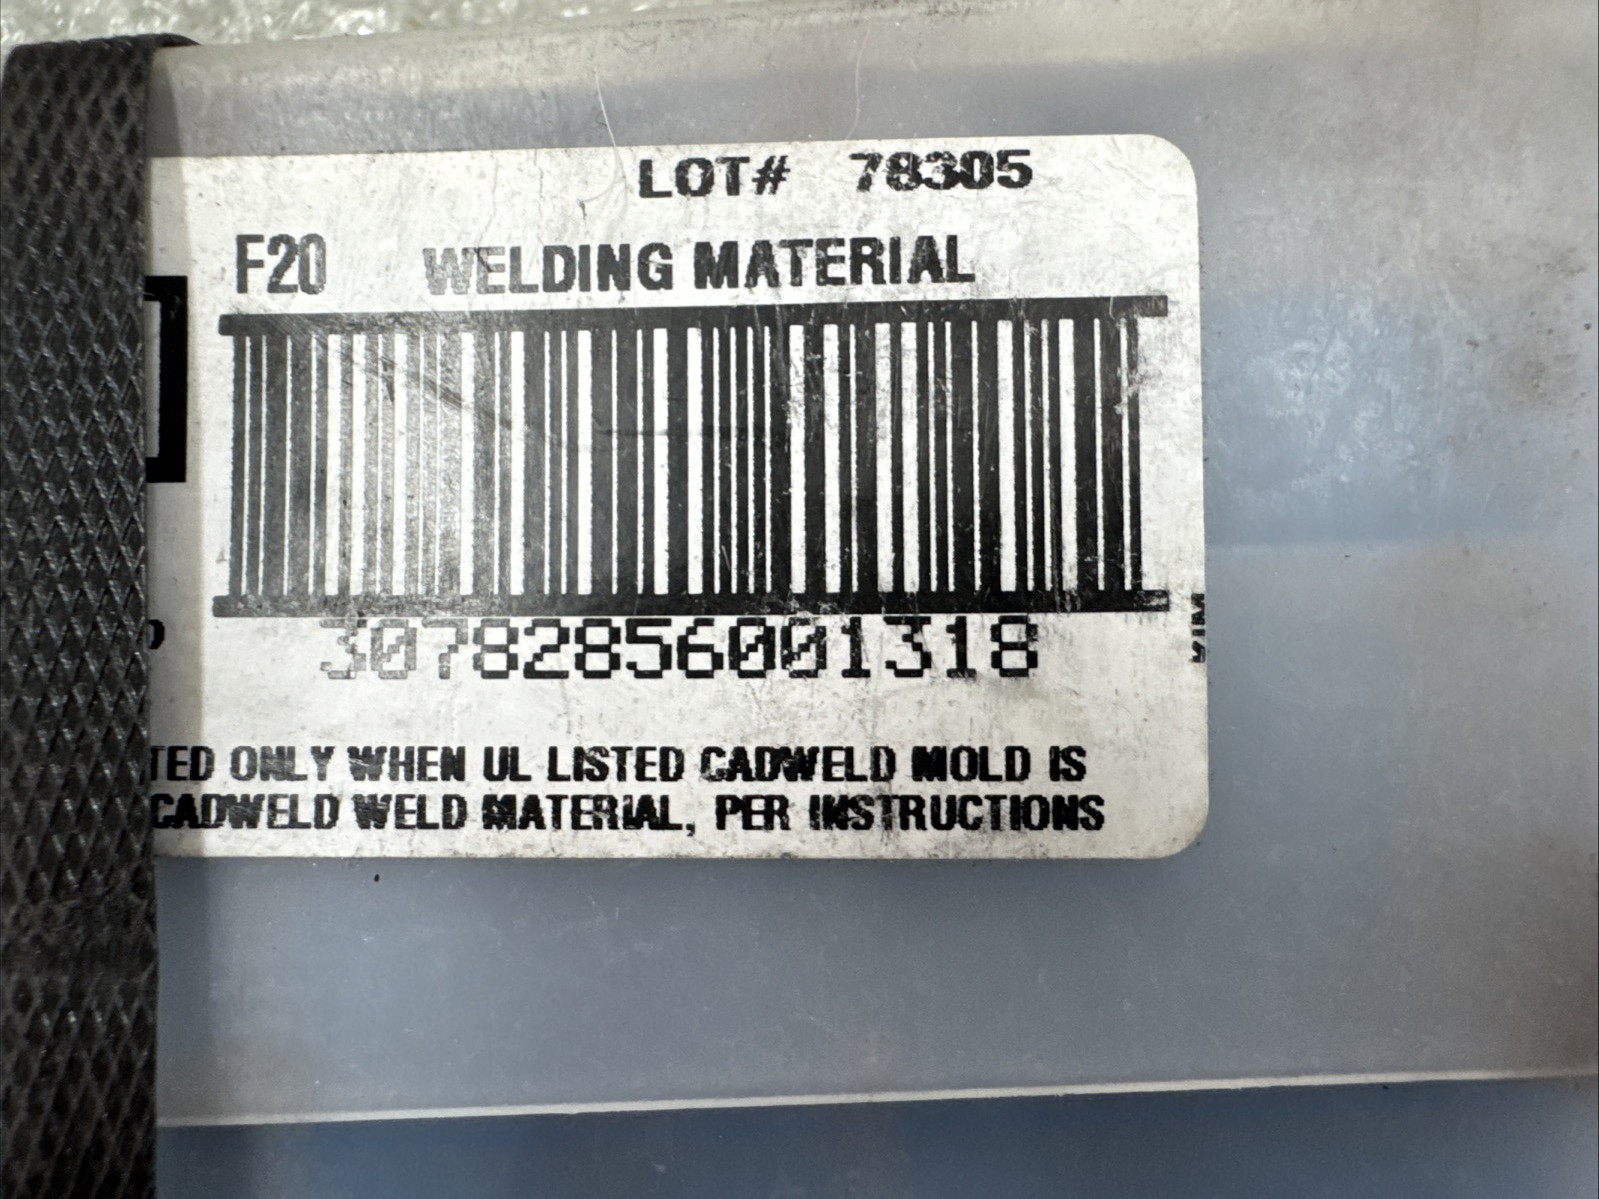 LOT# 78305
F20 WELDING MATERIAL
30782856001318
TED ONLY WHEN UL LISTED CADWELD MOLD IS
CADWELD WELD MATERIAL, PER INSTRUCTIONS